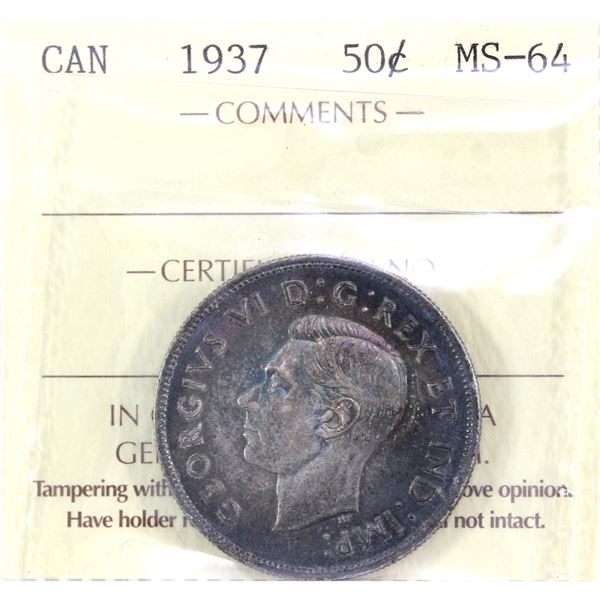 CAN 1937 50¢ MS-64
— COMMENTS —
— CERTIF
IN
GE
Tampering with ove opinion.
Have holder not intact.
GEORGIVS VI D:G:REX ET IND:IMP: